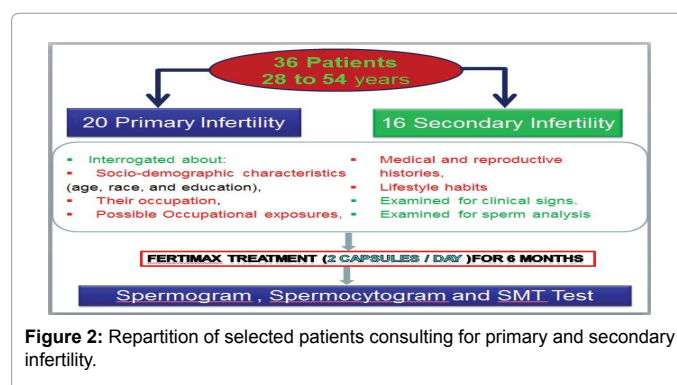 36 Patients
28 to 54 years
20 Primary Infertility
16 Secondary Infertility
Interrogated about:
Socio-demographic characteristics
(age, race, and education),
Their occupation,
Possible Occupational exposures,
Medical and reproductive
histories,
Lifestyle habits
Examined for clinical signs.
Examined for sperm analysis
FERTIMAX TREATMENT (2 CAPSULES / DAY )FOR 6 MONTHS
Spermogram , Spermocytogram and SMT Test
Figure 2: Repartition of selected patients consulting for primary and secondary
infertility.